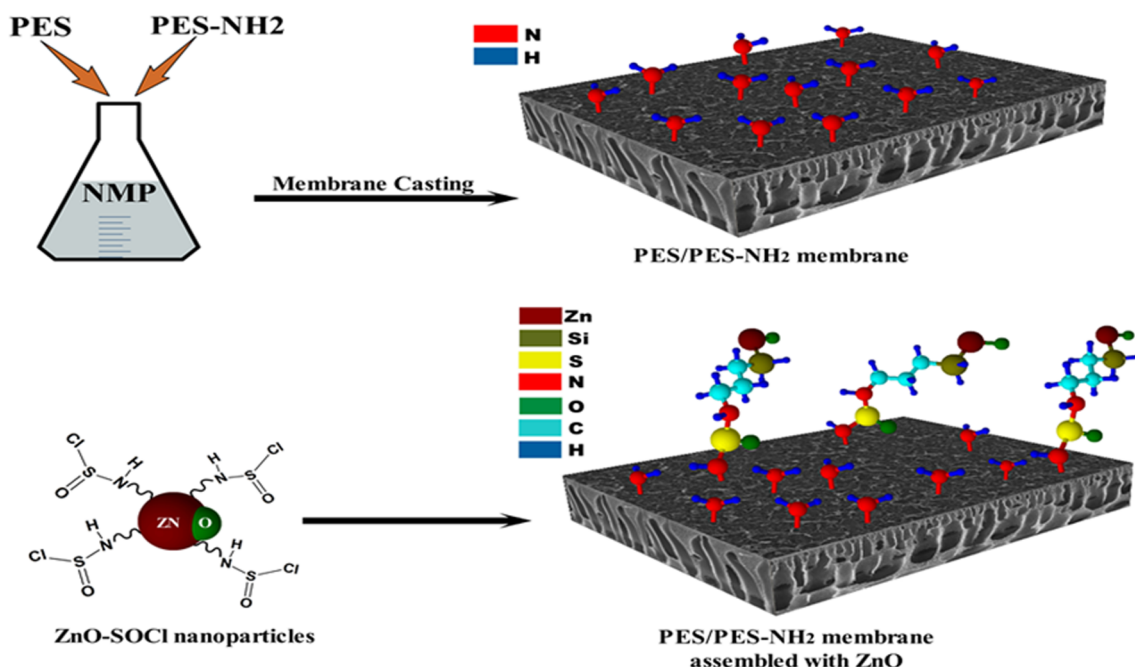 PES
PES-NH2
NMP
Membrane Casting
N
H
PES/PES-NH2 membrane
Zn
Si
S
N
O
C
H
Cl
S
O
N
H
H
N
S
Cl
O
ZN
O
Cl
S
O
N
H
H
N
S
Cl
O
ZnO-SOCl nanoparticles
PES/PES-NH2 membrane
assembled with ZnO